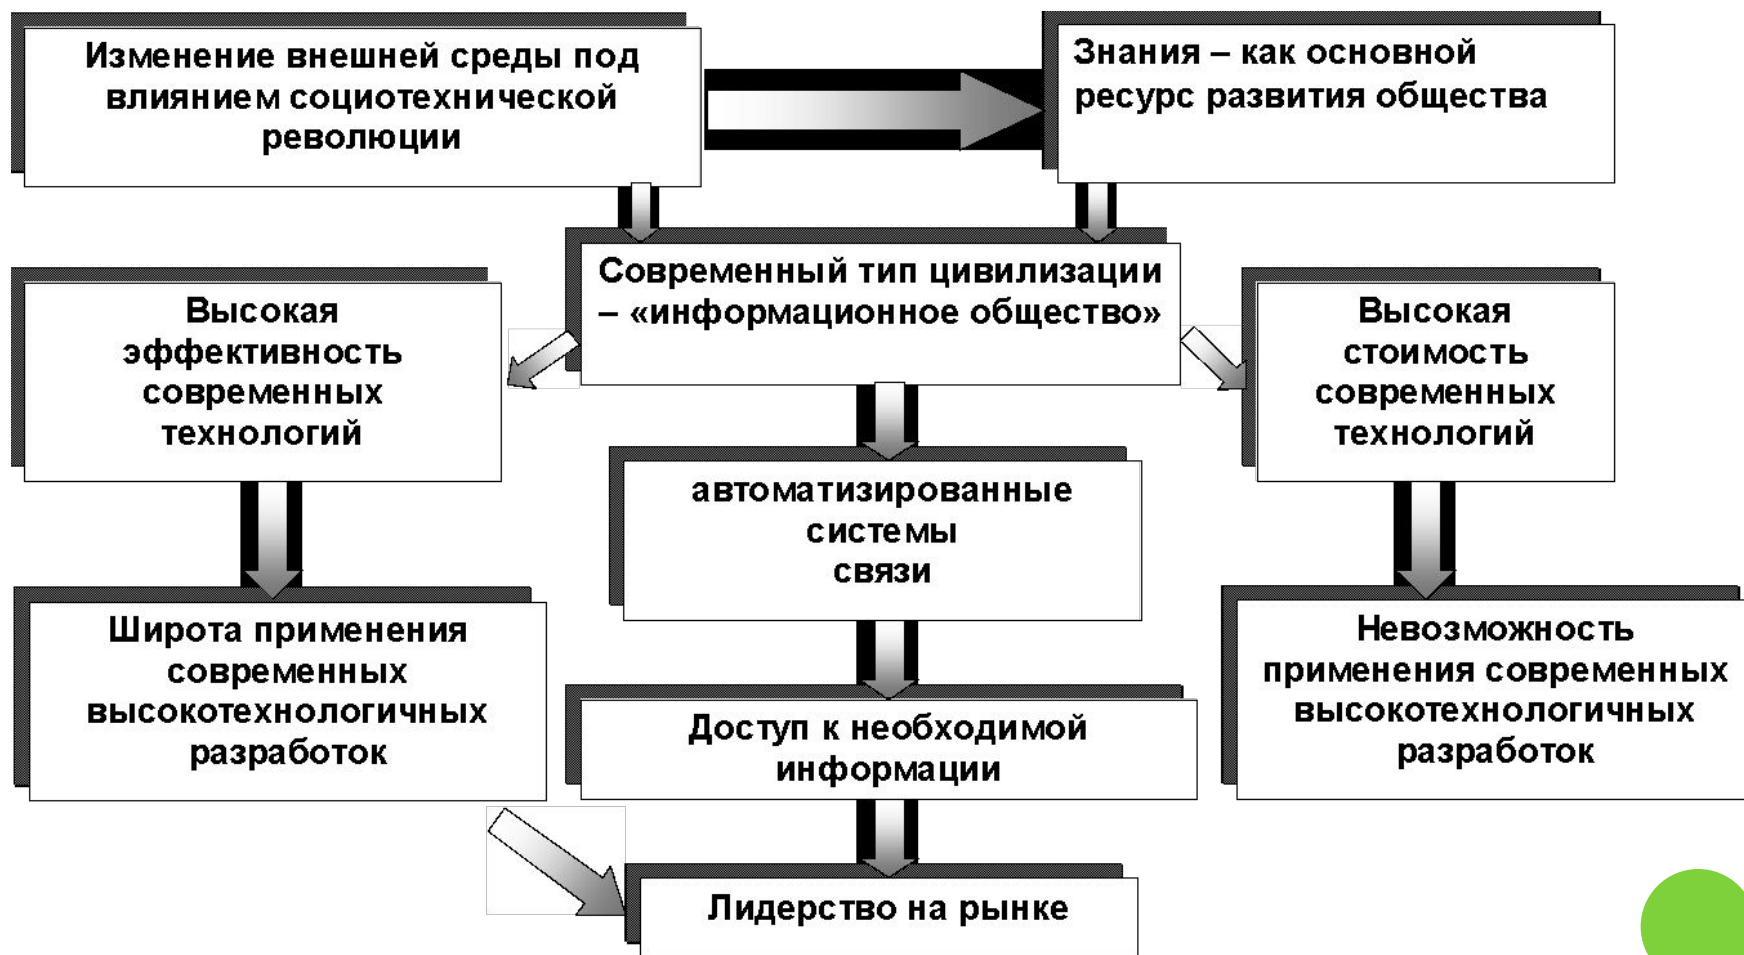 Изменение внешней среды под
влиянием социотехнической
революции
Знания – как основной
ресурс развития общества
Современный тип цивилизации
– «информационное общество»
Высокая
эффективность
современных
технологий
Высокая
стоимость
современных
технологий
автоматизированные
системы
связи
Широта применения
современных
высокотехнологичных
разработок
Невозможность
применения современных
высокотехнологичных
разработок
Доступ к необходимой
информации
Лидерство на рынке